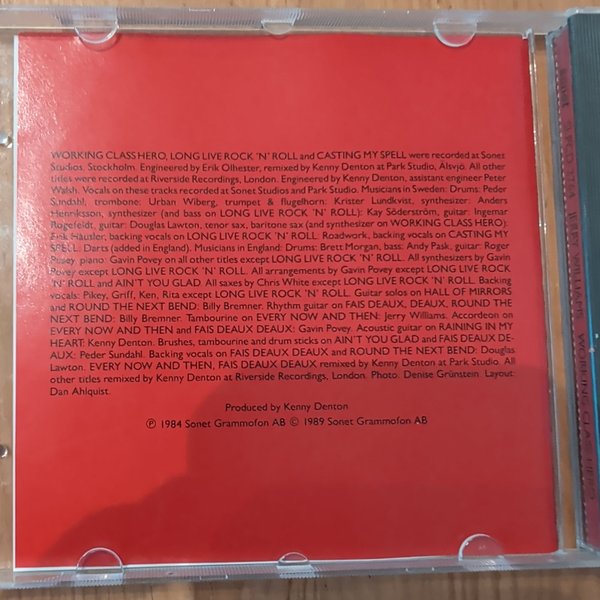 WORKING CLASS HERO, LONG LIVE ROCK 'N' ROLL and CASTING MY SPELL were recorded at Sonet
Studios, Stockholm. Engineered by Erik Olhester, remixed by Kenny Denton at Park Studio, Alsvjö. All other
titles were recorded at Riverside Recordings, London. Engineered by Kenny Denton, assistant engineer Peter
Walsh. Vocals on these tracks recorded at Sonet Studios and Park Studio. Musicians in Sweden: Drums: Peder
Sundahl, trombone: Urban Wiberg, trumpet & flugelhorn: Krister Lundkvist, synthesizer: Anders
Henriksson, synthesizer (and bass on LONG LIVE ROCK 'N' ROLL): Kay Söderström, guitar: Ingemar
Rogefeldt, guitar: Douglas Lawton, tenor sax, baritone sax (and synthesizer on WORKING CLASS HERO):
Erik Häusler, backing vocals on LONG LIVE ROCK 'N' ROLL: Roadwork, backing vocals on CASTING MY
SPELL: Darts (added in England). Musicians in England: Drums: Brett Morgan, bass: Andy Pask, guitar: Roger
piano: Gavin Povey on all other titles except LONG LIVE ROCK 'N' ROLL. All synthesizers by Gavin
Povey except LONG LIVE ROCK 'N' ROLL. All arrangements by Gavin Povey except LONG LIVE ROCK
'N' ROLL and AIN'T YOU GLAD. All saxes by Chris White except LONG LIVE ROCK 'N' ROLL. Backing
vocals: Pikey, Griff, Ken, Rita except LONG LIVE ROCK 'N' ROLL. Guitar solos on HALL OF MIRRORS
and ROUND THE NEXT BEND: Billy Bremner. Rhythm guitar on FAIS DEAUX, DEAUX, ROUND THE
NEXT BEND: Billy Bremner. Tambourine on EVERY NOW AND THEN: Jerry Williams. Accordeon on
EVERY NOW AND THEN and FAIS DEAUX DEAUX: Gavin Povey. Acoustic guitar on RAINING IN MY
HEART: Kenny Denton. Brushes, tambourine and drum sticks on AIN'T YOU GLAD and FAIS DEAUX DE-
AUX: Peder Sundahl. Backing vocals on FAIS DEAUX DEAUX and ROUND THE NEXT BEND: Douglas
Lawton. EVERY NOW AND THEN, FAIS DEAUX DEAUX remixed by Kenny Denton at Park Studio. All
other titles remixed by Kenny Denton at Riverside Recordings, London. Photo: Denise Grünstein Layout:
Dan Ahlquist.
Produced by Kenny Denton
℗ 1984 Sonet Grammofon AB © 1989 Sonet Grammofon AB